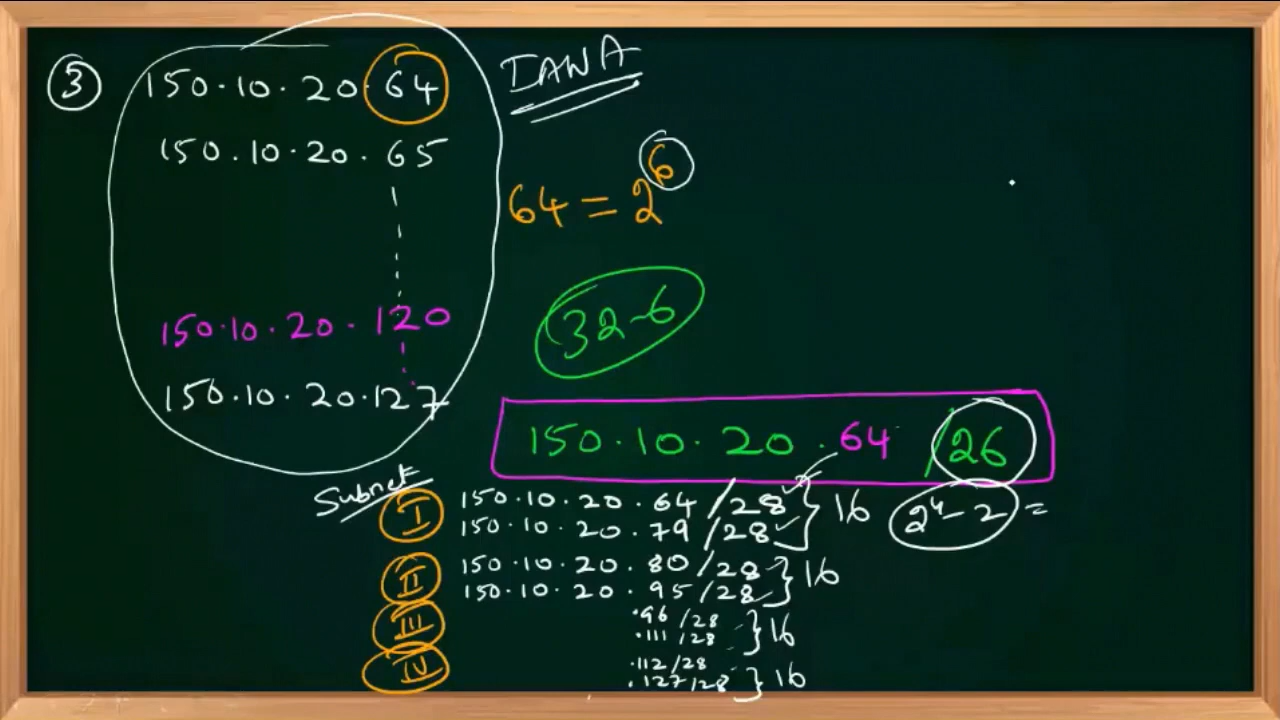 ③
150.10.20.64
IANA
150.10.20.65
64 = 2^6
32-6
150.10.20.120
150.10.20.127
150.10.20.64 /26
Subnet
I 150.10.20.64 /28 } 16
150.10.20.79 /28
2^4 - 2 =
II 150.10.20.80 /28 } 16
150.10.20.95 /28
III .96 /28 } 16
.111 /28
IV .112/28 } 16
.127/28